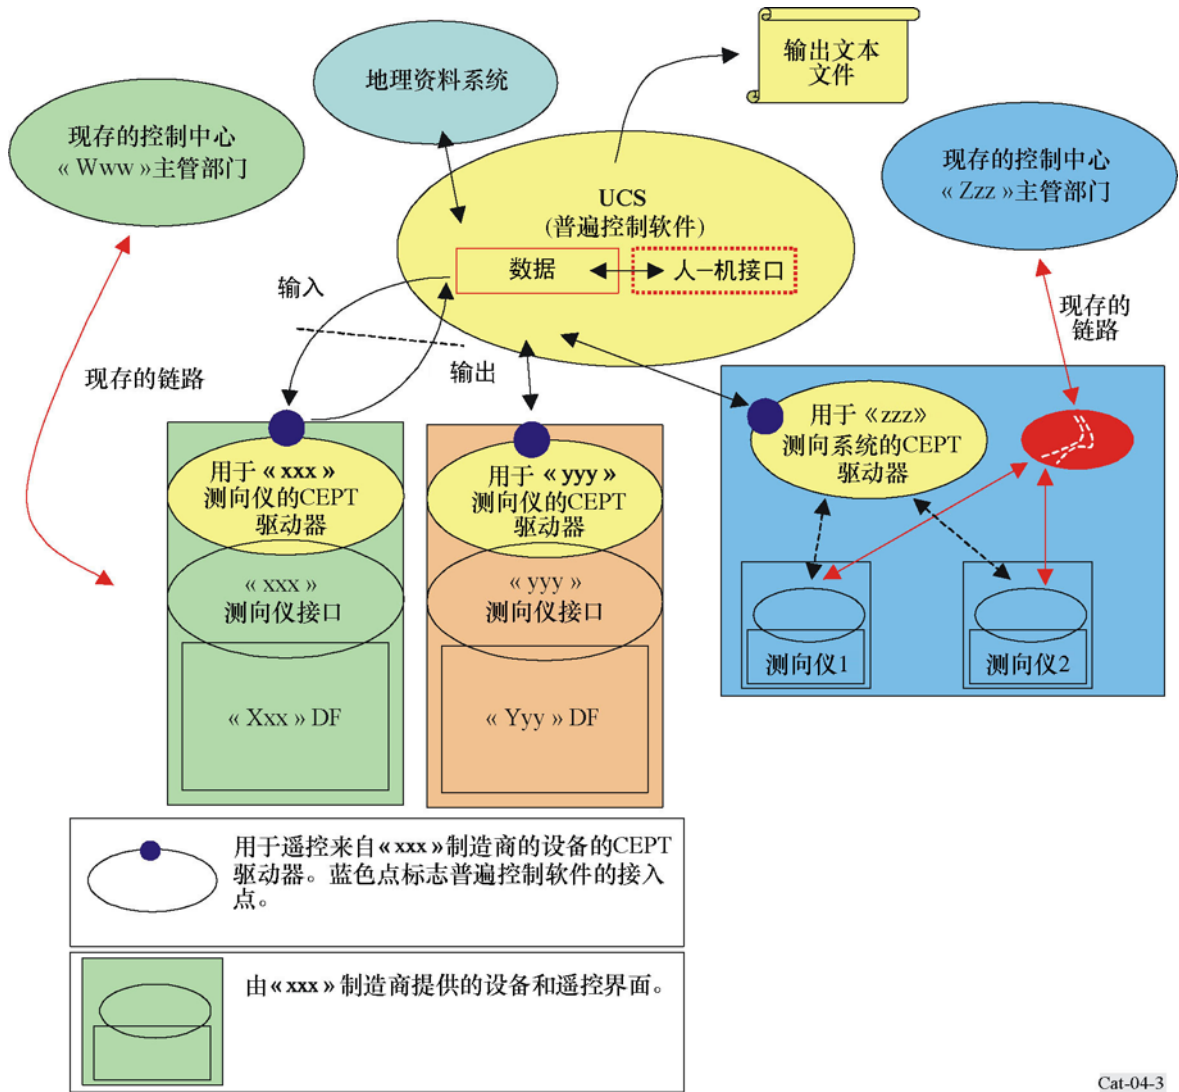 输出文本
文件
地理资料系统
现存的控制中心
« Www »主管部门
现存的控制中心
« Zzz »主管部门
UCS
(普遍控制软件)
数据
人−机接口
输入
输出
现存的链路
现存的
链路
用于«xxx»
测向仪的CEPT
驱动器
用于«yyy»
测向仪的CEPT
驱动器
用于《zzz》
测向系统的CEPT
驱动器
« xxx »
测向仪接口
« yyy »
测向仪接口
测向仪1
测向仪2
« Xxx » DF
« Yyy » DF
用于遥控来自«xxx»制造商的设备的CEPT
驱动器。蓝色点标志普遍控制软件的接入
点。
由«xxx»制造商提供的设备和遥控界面。
Cat-04-3